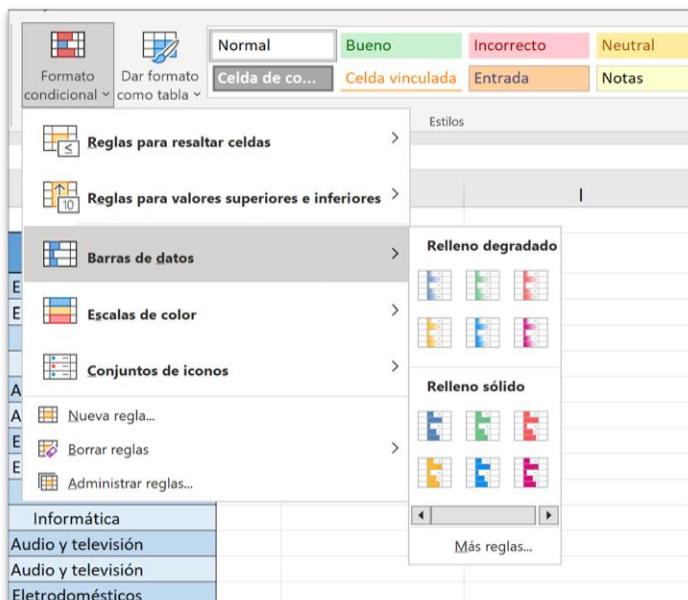 Normal
Bueno
Incorrecto
Neutral
Formato
condicional
Dar formato
como tabla
Celda de co...
Celda vinculada
Entrada
Notas
Estilos
Reglas para resaltar celdas
Reglas para valores superiores e inferiores
10
I
Barras de datos
Relleno degradado
E
Escalas de color
E
Conjuntos de iconos
Relleno sólido
A
Nueva regla...
A
Borrar reglas
E
Administrar reglas...
E
Informática
Más reglas...
Audio y televisión
Audio y televisión
Eletrodomésticos